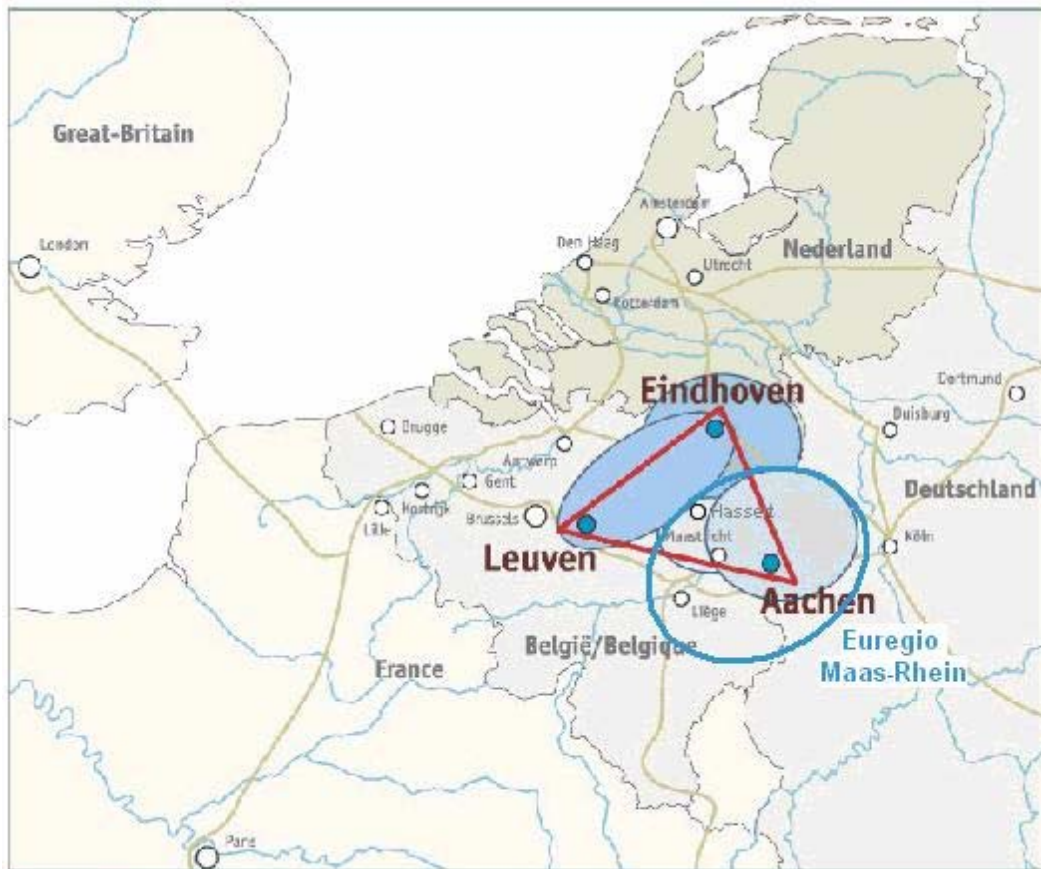 Great-Britain
London
Amsterdam
Den Haag
Utrecht
Nederland
Rotterdam
Eindhoven
Dortmund
Duisburg
Brugge
Antwerp
Gent
Kortrijk
Lille
Brussels
Hasselt
Deutschland
Maastricht
Köln
Leuven
Aachen
Liège
België/Belgique
Euregio
Maas-Rhein
France
Paris